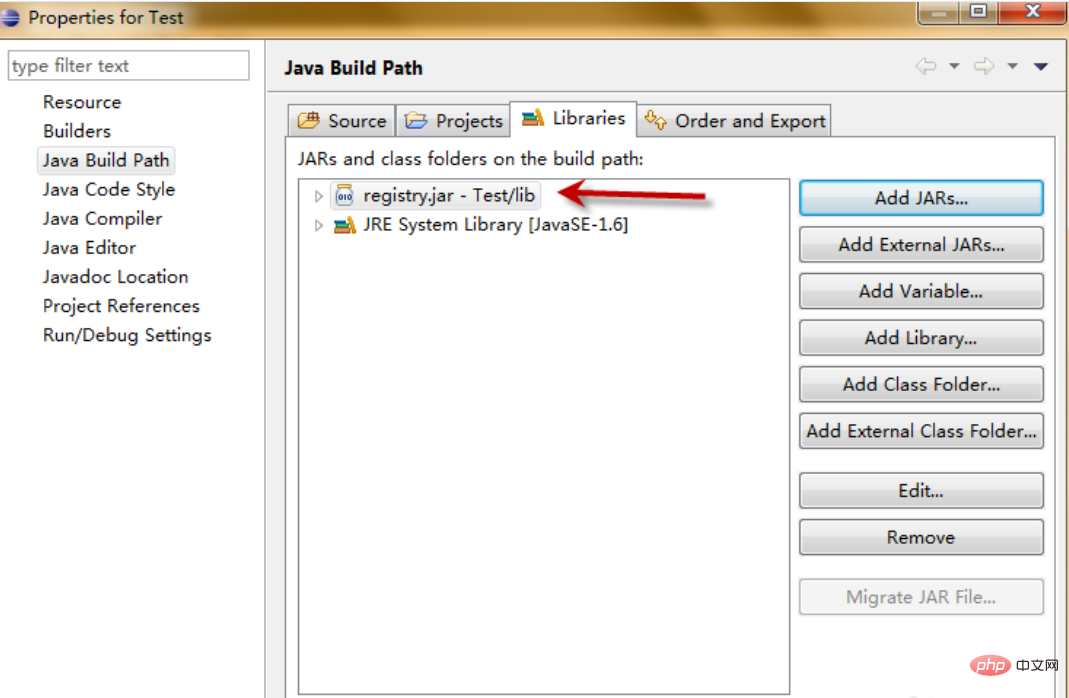 Properties for Test
type filter text
Resource
Builders
Java Build Path
Java Code Style
Java Compiler
Java Editor
Javadoc Location
Project References
Run/Debug Settings
Java Build Path
Source
Projects
Libraries
Order and Export
JARs and class folders on the build path:
registry.jar - Test/lib
JRE System Library [JavaSE-1.6]
Add JARs...
Add External JARs...
Add Variable...
Add Library...
Add Class Folder...
Add External Class Folder...
Edit...
Remove
Migrate JAR File...
php 中文网